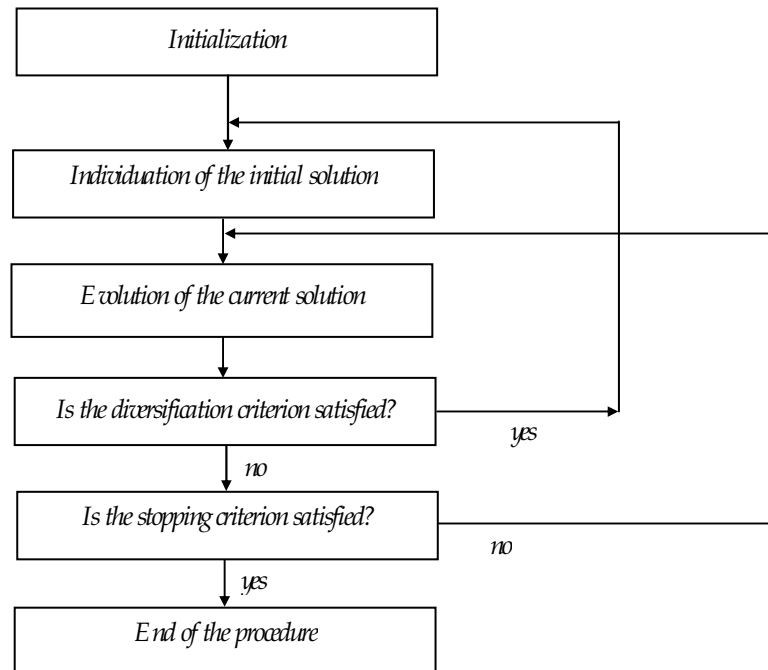 Initialization
Individuation of the initial solution
Evolution of the current solution
Is the diversification criterion satisfied?
yes
no
Is the stopping criterion satisfied?
no
yes
End of the procedure